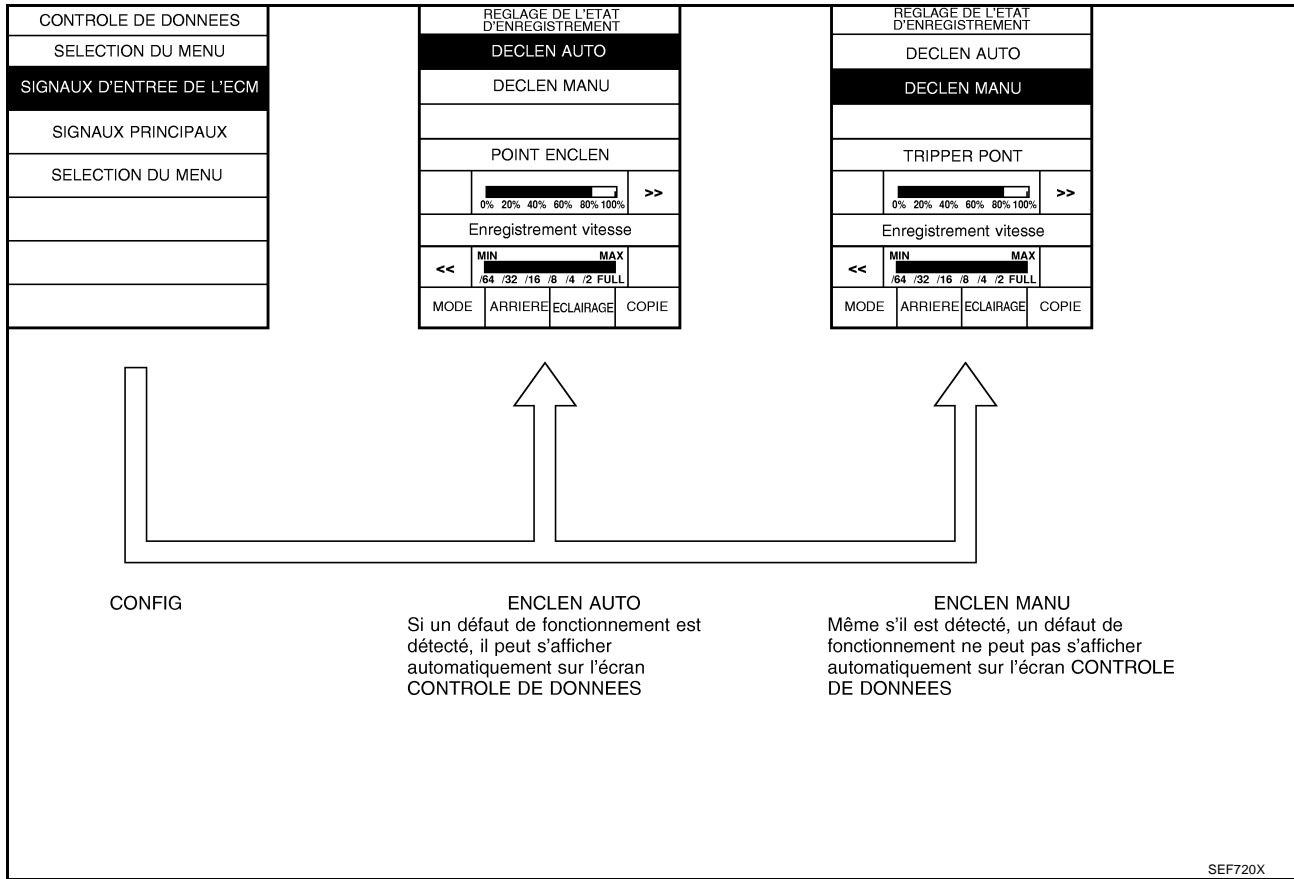 CONTROLE DE DONNEES
SELECTION DU MENU
SIGNAUX D'ENTREE DE L'ECM
SIGNAUX PRINCIPAUX
SELECTION DU MENU
REGLAGE DE L'ETAT
D'ENREGISTREMENT
DECLEN AUTO
DECLEN MANU
POINT ENCLEN
>>
0% 20% 40% 60% 80% 100%
Enregistrement vitesse
<<
MIN MAX
/64 /32 /16 /8 /4 /2 FULL
MODE ARRIERE ECLAIRAGE COPIE
REGLAGE DE L'ETAT
D'ENREGISTREMENT
DECLEN AUTO
DECLEN MANU
TRIPPER PONT
>>
0% 20% 40% 60% 80% 100%
Enregistrement vitesse
<<
MIN MAX
/64 /32 /16 /8 /4 /2 FULL
MODE ARRIERE ECLAIRAGE COPIE
CONFIG
ENCLEN AUTO
Si un défaut de fonctionnement est
détecté, il peut s'afficher
automatiquement sur l'écran
CONTROLE DE DONNEES
ENCLEN MANU
Même s'il est détecté, un défaut de
fonctionnement ne peut pas s'afficher
automatiquement sur l'écran CONTROLE
DE DONNEES
SEF720X